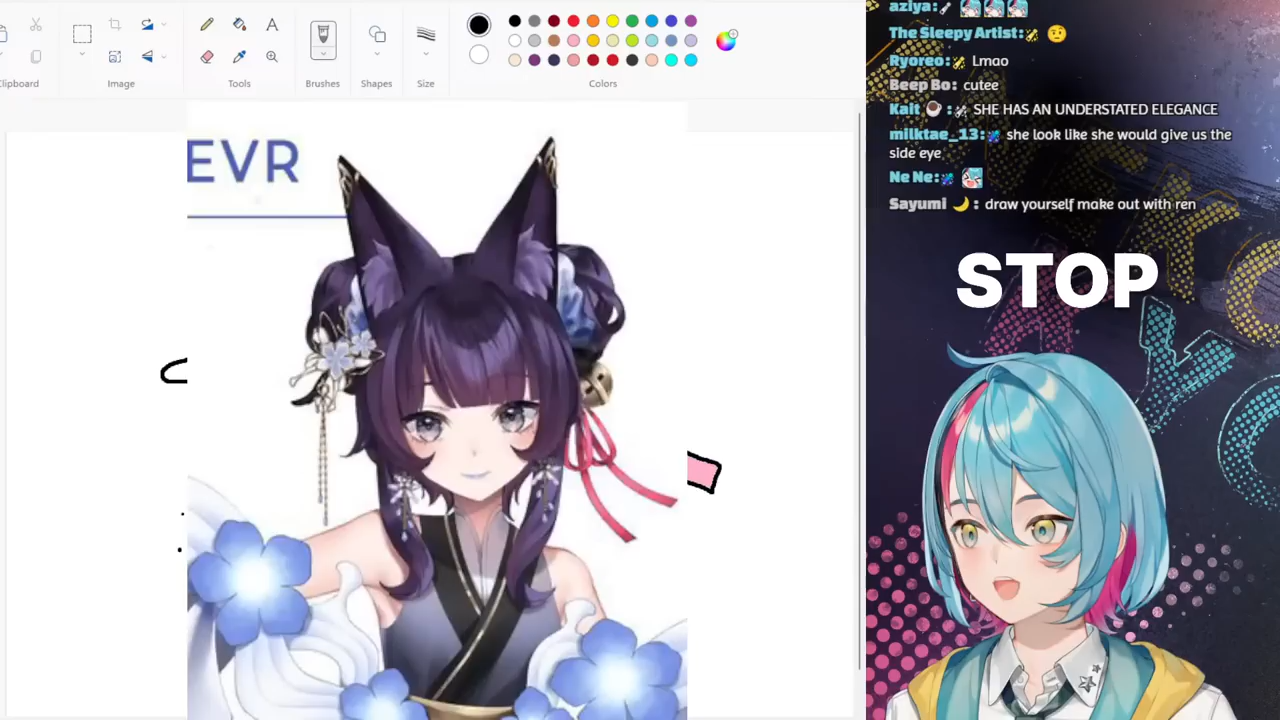 Clipboard
Image
Tools
Brushes
Shapes
Size
Colors
EVR
aziya:
The Sleepy Artist:
Ryoreo: Lmao
Beep Bo: cutee
Kait : SHE HAS AN UNDERSTATED ELEGANCE
milktae_13: she look like she would give us the
side eye
Ne Ne:
Sayumi : draw yourself make out with ren
STOP